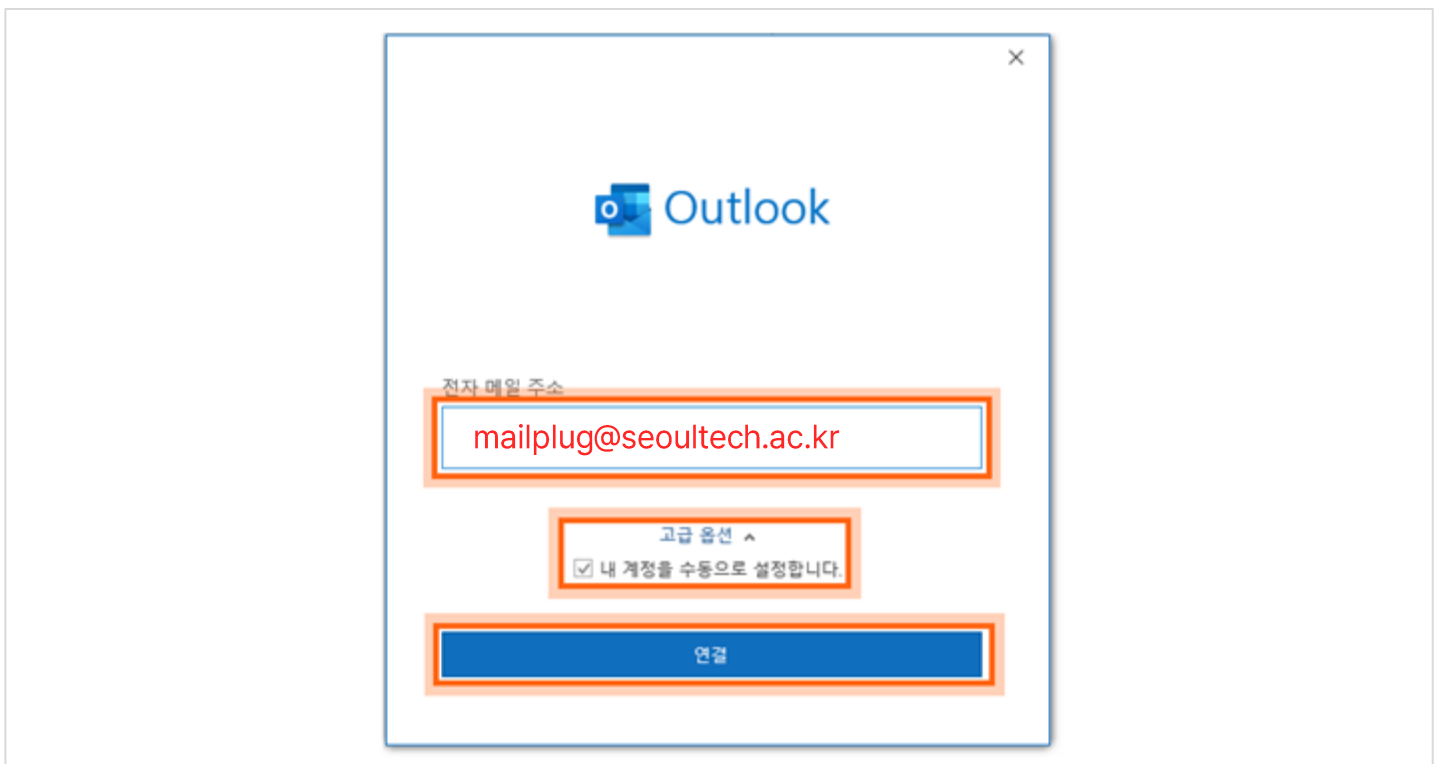 Outlook
전자 메일 주소
mailplug@seoultech.ac.kr
고급 옵션
내 계정을 수동으로 설정합니다.
연결